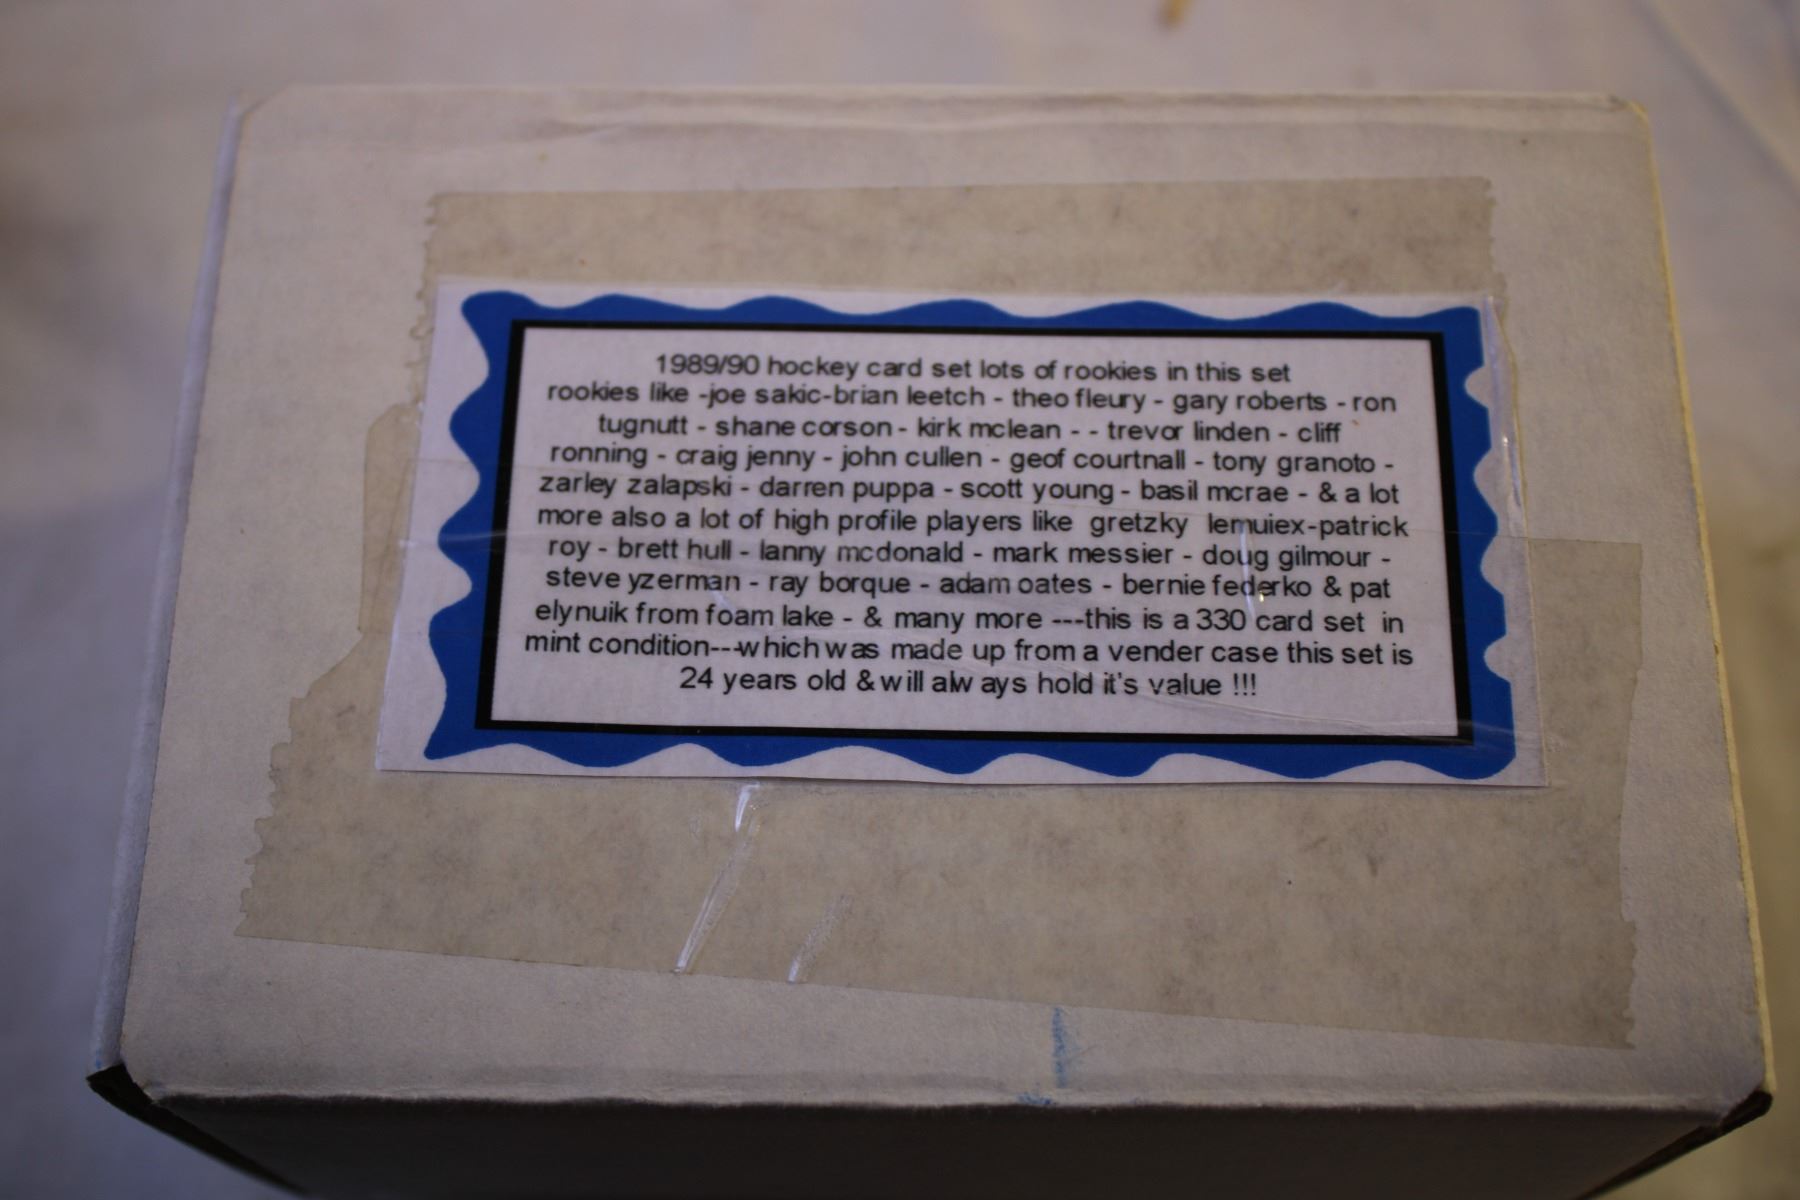 1989/90 hockey card set lots of rookies in this set
rookies like -joe sakic-brian leetch - theo fleury - gary roberts - ron
tugnutt - shane corson - kirk mclean - - trevor linden - cliff
ronning - craig jenny - john cullen - geof courtnall - tony granoto -
zarley zalapski - darren puppa - scott young - basil mcrae - & a lot
more also a lot of high profile players like gretzky lemuiex-patrick
roy - brett hull - lanny mcdonald - mark messier - doug gilmour -
steve yzerman - ray borque - adam oates - bernie federko & pat
elynuik from foam lake - & many more ---this is a 330 card set in
mint condition---which was made up from a vender case this set is
24 years old & will always hold it's value !!!